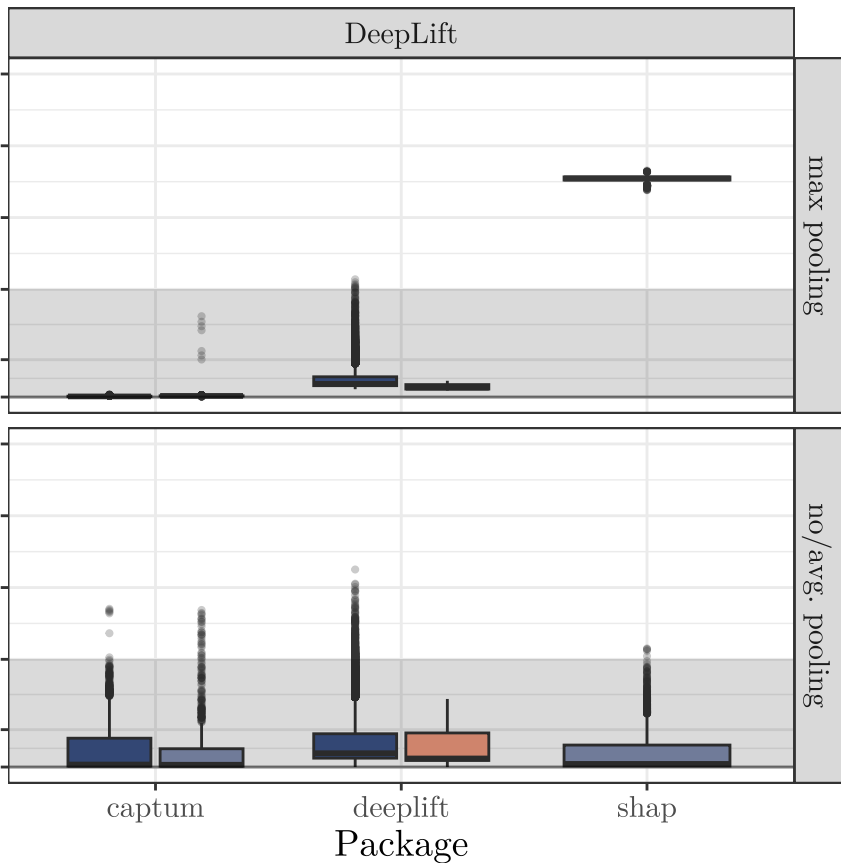 DeepLift
max pooling
no/avg. pooling
captum deeplift shap
Package